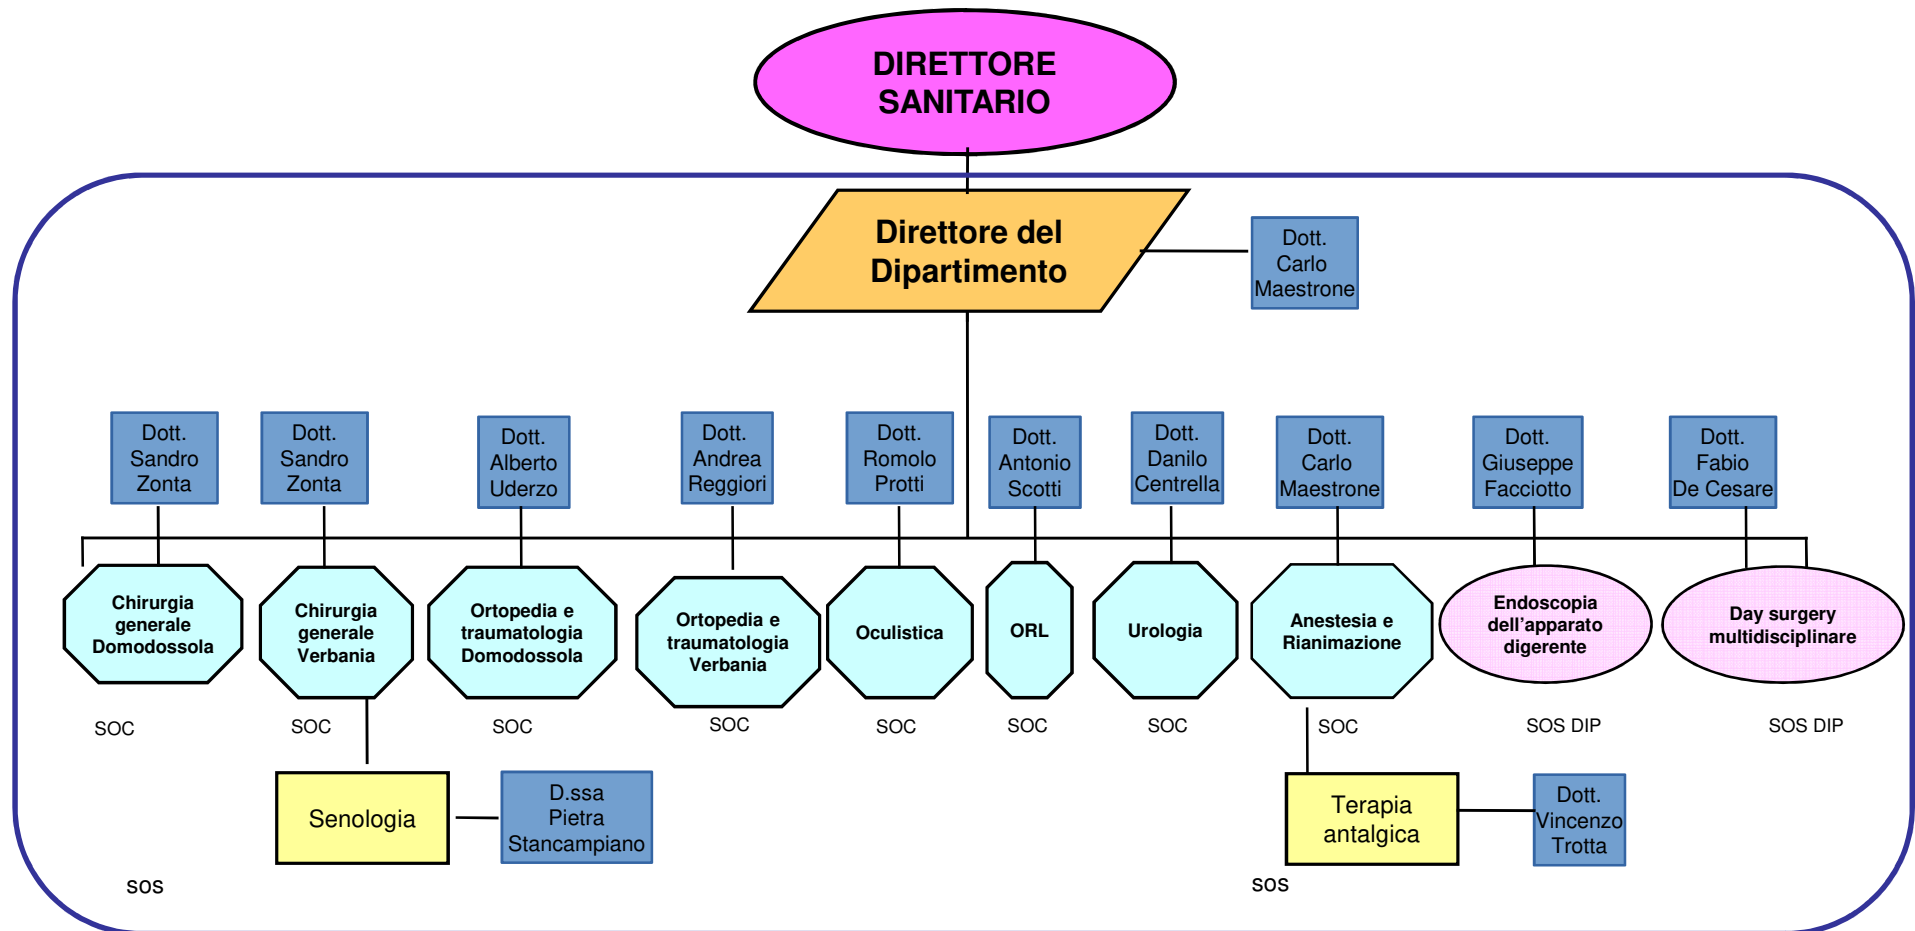 DIRETTORE
SANITARIO
Direttore del
Dipartimento
Dott.
Carlo
Maestrone
Dott.
Sandro
Zonta
Dott.
Sandro
Zonta
Dott.
Alberto
Uderzo
Dott.
Andrea
Reggiori
Dott.
Romolo
Protti
Dott.
Antonio
Scotti
Dott.
Danilo
Centrella
Dott.
Carlo
Maestrone
Dott.
Giuseppe
Facciotto
Dott.
Fabio
De Cesare
Chirurgia
generale
Domodossola
Chirurgia
generale
Verbania
Ortopedia e
traumatologia
Domodossola
Ortopedia e
traumatologia
Verbania
Oculistica
ORL
Urologia
Anestesia e
Rianimazione
Endoscopia
dell'apparato
digerente
Day surgery
multidisciplinare
SOC
SOC
SOC
SOC
SOC
SOC
SOC
SOC
SOS DIP
SOS DIP
Senologia
D.ssa
Pietra
Stancampiano
Terapia
antalgica
Dott.
Vincenzo
Trotta
sos
sos